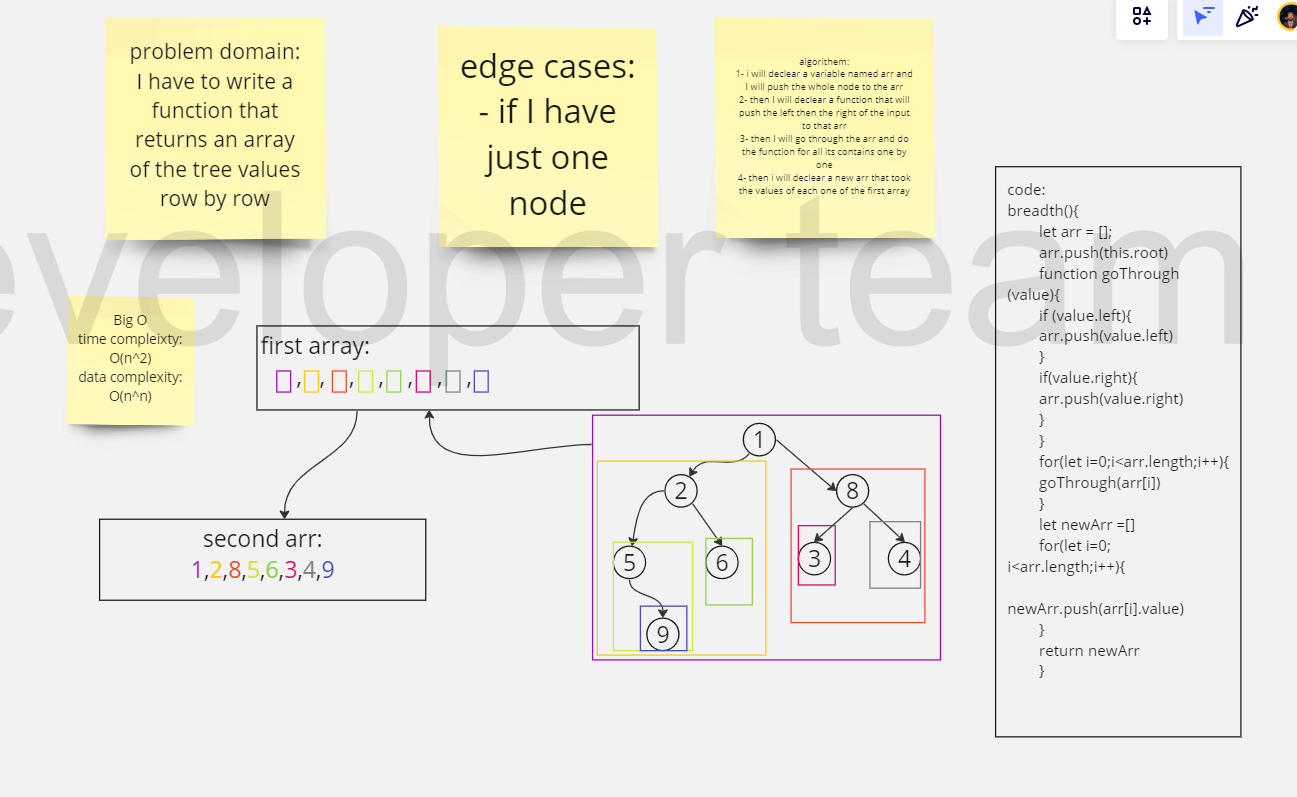 problem domain:
I have to write a
function that
returns an array
of the tree values
row by row
edge cases:
- if I have
just one
node
algorithem:
1- i will declear a variable named arr and
I will push the whole node to the arr
2- then I will declear a function that will
push the left then the right of the input
to that arr
3- then I will go through the arr and do
the function for all its contains one by
one
4- then i will declear a new arr that took
the values of each one of the first array
eveloper team
Big O
time compleixty:
O(n^2)
data complexity:
O(n^n)
first array:
, , , , , , ,
second arr:
1,2,8,5,6,3,4,9
1
2
8
5
6
3
4
9
code:
breadth(){
let arr = [];
arr.push(this.root)
function goThrough
(value){
if (value.left){
arr.push(value.left)
}
if(value.right){
arr.push(value.right)
}
}
for(let i=0;i<arr.length;i++){
goThrough(arr[i])
}
let newArr =[]
for(let i=0;
i<arr.length;i++){
newArr.push(arr[i].value)
}
return newArr
}